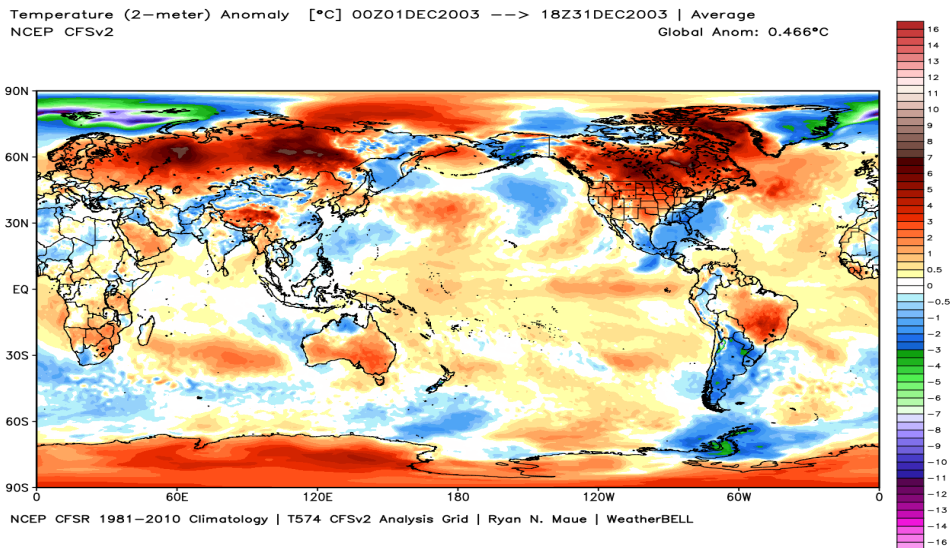 Temperature (2-meter) Anomaly [°C] 00Z01DEC2003 --> 18Z31DEC2003 | Average
NCEP CFSv2
Global Anom: 0.466°C
90N
60N
30N
EQ
30S
60S
90S
0
60E
120E
180
120W
60W
0
16
14
13
12
11
10
9
8
7
6
5
4
3
2
1
0.5
0
-0.5
-1
-2
-3
-4
-5
-6
-7
-8
-9
-10
-11
-12
-13
-14
-16
NCEP CFSR 1981-2010 Climatology | T574 CFSv2 Analysis Grid | Ryan N. Maue | WeatherBELL